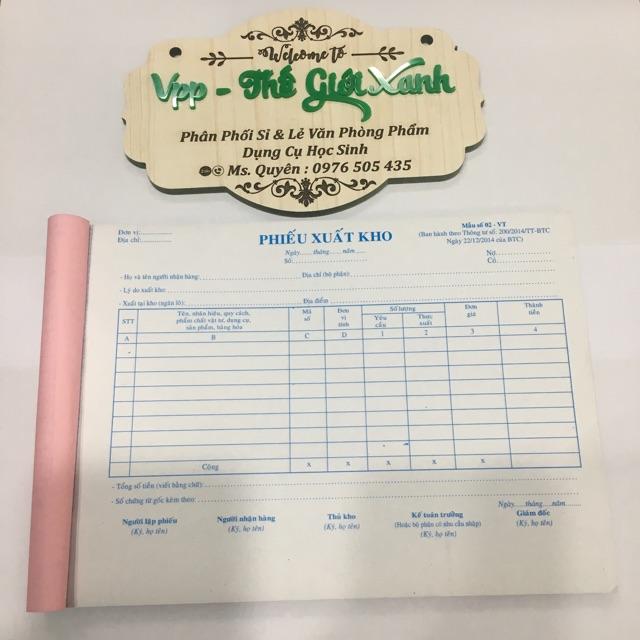 Welcome to
Vpp - Thế Giới Xanh
Phân Phối Sỉ & Lẻ Văn Phòng Phẩm
Dụng Cụ Học Sinh
Ms. Quyên : 0976 505 435
Đơn vị:
Địa chỉ:
PHIẾU XUẤT KHO
Ngày.... tháng.... năm.....
Số:
Mẫu số 02 - VT
(Ban hành theo Thông tư số: 200/2014/TT-BTC
Ngày 22/12/2014 của BTC)
Nợ
Có
- Họ và tên người nhận hàng: Địa chỉ (bộ phận):
- Lý do xuất kho:
- Xuất tại kho (ngăn lô): Địa điểm
STT
Tên, nhãn hiệu, quy cách,
phẩm chất vật tư, dụng cụ,
sản phẩm, hàng hóa
Mã
số
Đơn
vị
tính
Số lượng
Yêu
cầu
Thực
xuất
Đơn
giá
Thành
tiền
A B C D 1 2 3 4
Cộng x x x x x
- Tổng số tiền (viết bằng chữ):
- Số chứng từ gốc kèm theo:
Ngày.... tháng....năm.......
Người lập phiếu
(Ký, họ tên)
Người nhận hàng
(Ký, họ tên)
Thủ kho
(Ký, họ tên)
Kế toán trưởng
(Hoặc bộ phận có nhu cầu nhập)
(Ký, họ tên)
Giám đốc
(Ký, họ tên)